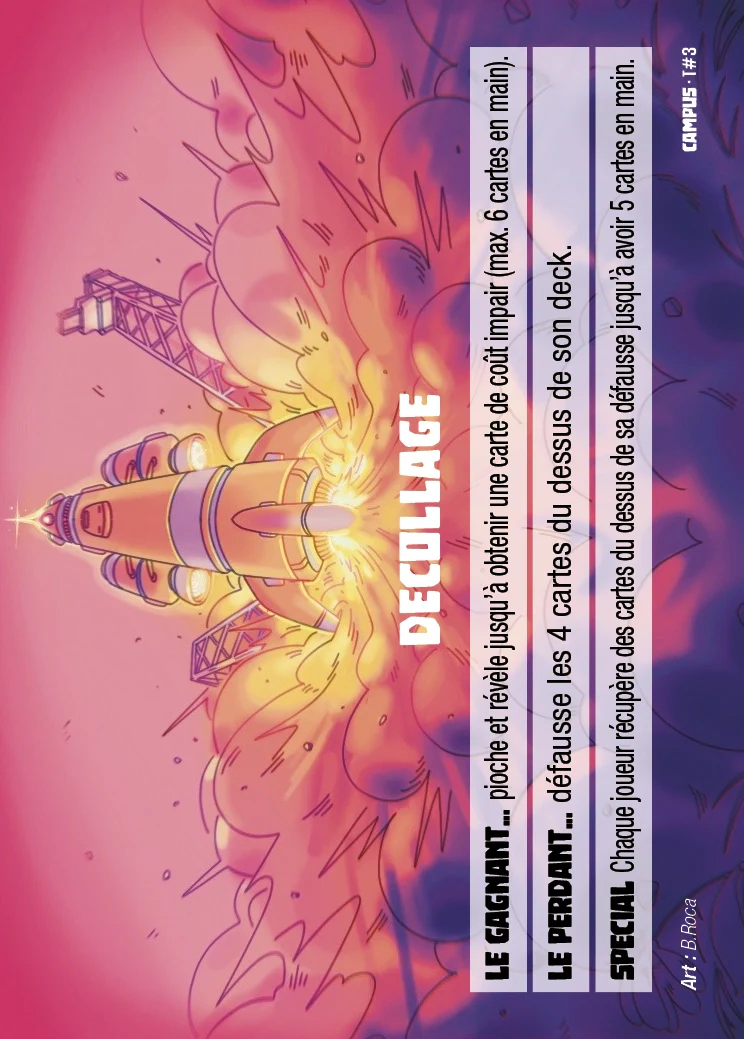 DECOLLAGE
LE GAGNANT... pioche et révèle jusqu'à obtenir une carte de coût impair (max. 6 cartes en main).
LE PERDANT... défausse les 4 cartes du dessus de son deck.
SPECIAL Chaque joueur récupère des cartes du dessus de sa défausse jusqu'à avoir 5 cartes en main.
Art : B.Roca
CAMPUS · T#3